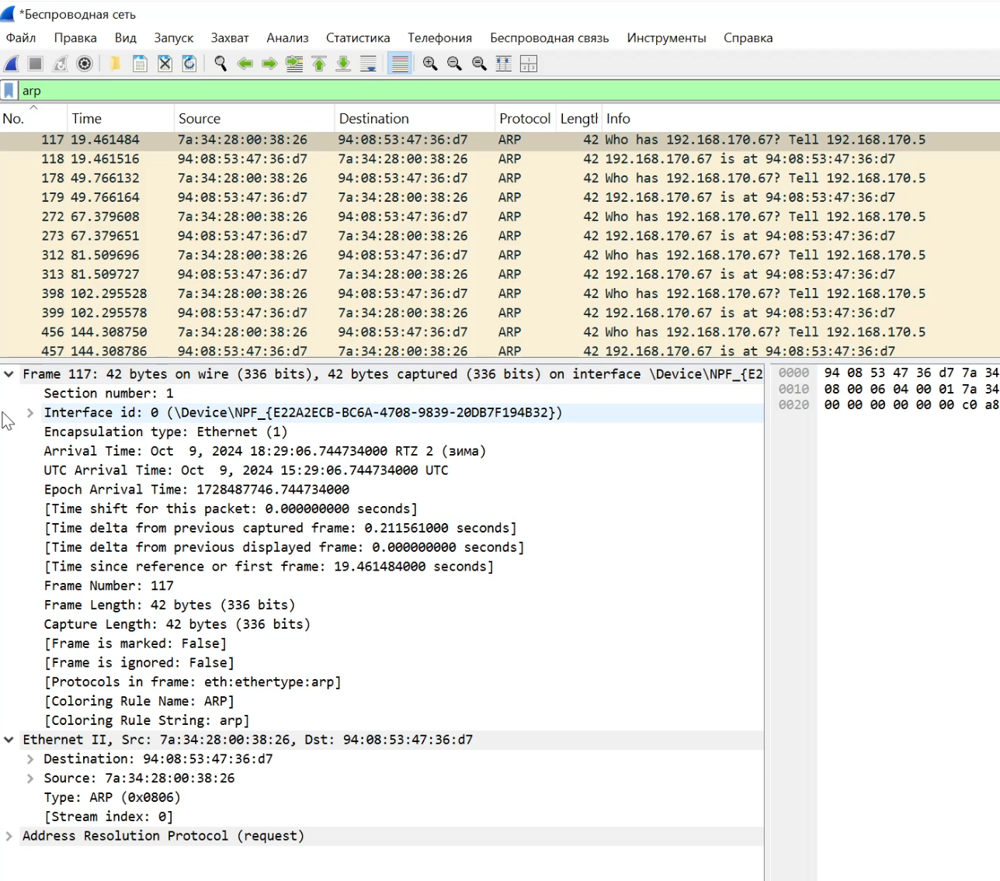 *Беспроводная сеть
Файл Правка Вид Запуск Захват Анализ Статистика Телефония Беспроводная связь Инструменты Справка
arp
No. Time Source Destination Protocol Lengtl Info
117 19.461484 7a:34:28:00:38:26 94:08:53:47:36:d7 ARP 42 Who has 192.168.170.67? Tell 192.168.170.5
118 19.461516 94:08:53:47:36:d7 7a:34:28:00:38:26 ARP 42 192.168.170.67 is at 94:08:53:47:36:d7
178 49.766132 7a:34:28:00:38:26 94:08:53:47:36:d7 ARP 42 Who has 192.168.170.67? Tell 192.168.170.5
179 49.766164 94:08:53:47:36:d7 7a:34:28:00:38:26 ARP 42 192.168.170.67 is at 94:08:53:47:36:d7
272 67.379608 7a:34:28:00:38:26 94:08:53:47:36:d7 ARP 42 Who has 192.168.170.67? Tell 192.168.170.5
273 67.379651 94:08:53:47:36:d7 7a:34:28:00:38:26 ARP 42 192.168.170.67 is at 94:08:53:47:36:d7
312 81.509696 7a:34:28:00:38:26 94:08:53:47:36:d7 ARP 42 Who has 192.168.170.67? Tell 192.168.170.5
313 81.509727 94:08:53:47:36:d7 7a:34:28:00:38:26 ARP 42 192.168.170.67 is at 94:08:53:47:36:d7
398 102.295528 7a:34:28:00:38:26 94:08:53:47:36:d7 ARP 42 Who has 192.168.170.67? Tell 192.168.170.5
399 102.295578 94:08:53:47:36:d7 7a:34:28:00:38:26 ARP 42 192.168.170.67 is at 94:08:53:47:36:d7
456 144.308750 7a:34:28:00:38:26 94:08:53:47:36:d7 ARP 42 Who has 192.168.170.67? Tell 192.168.170.5
457 144.308786 94:08:53:47:36:d7 7a:34:28:00:38:26 ARP 42 192.168.170.67 is at 94:08:53:47:36:d7
Frame 117: 42 bytes on wire (336 bits), 42 bytes captured (336 bits) on interface \Device\NPF_{E2
Section number: 1
Interface id: 0 (\Device\NPF_{E22A2ECB-BC6A-4708-9839-20DB7F194B32})
Encapsulation type: Ethernet (1)
Arrival Time: Oct  9, 2024 18:29:06.744734000 RTZ 2 (зима)
UTC Arrival Time: Oct  9, 2024 15:29:06.744734000 UTC
Epoch Arrival Time: 1728487746.744734000
[Time shift for this packet: 0.000000000 seconds]
[Time delta from previous captured frame: 0.211561000 seconds]
[Time delta from previous displayed frame: 0.000000000 seconds]
[Time since reference or first frame: 19.461484000 seconds]
Frame Number: 117
Frame Length: 42 bytes (336 bits)
Capture Length: 42 bytes (336 bits)
[Frame is marked: False]
[Frame is ignored: False]
[Protocols in frame: eth:ethertype:arp]
[Coloring Rule Name: ARP]
[Coloring Rule String: arp]
Ethernet II, Src: 7a:34:28:00:38:26, Dst: 94:08:53:47:36:d7
Destination: 94:08:53:47:36:d7
Source: 7a:34:28:00:38:26
Type: ARP (0x0806)
[Stream index: 0]
Address Resolution Protocol (request)
0000 94 08 53 47 36 d7 7a 34
0010 08 00 06 04 00 01 7a 34
0020 00 00 00 00 00 00 c0 a8